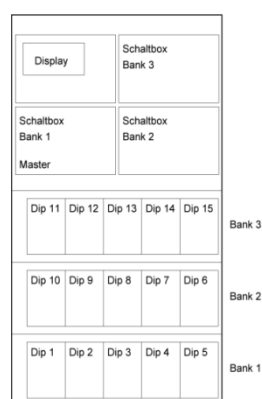 Display
Schaltbox
Bank 3
Schaltbox
Bank 1
Master
Schaltbox
Bank 2
Dip 11 Dip 12 Dip 13 Dip 14 Dip 15
Bank 3
Dip 10 Dip 9 Dip 8 Dip 7 Dip 6
Bank 2
Dip 1 Dip 2 Dip 3 Dip 4 Dip 5
Bank 1